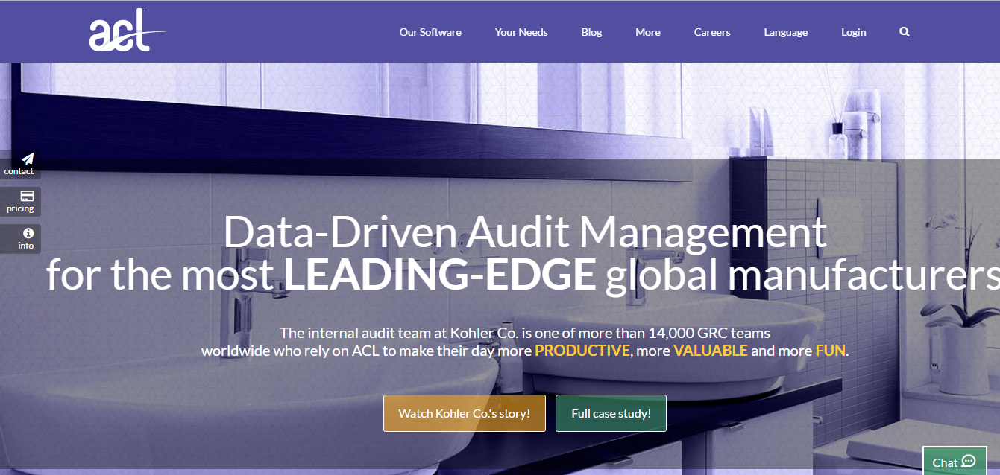 acl
Our Software
Your Needs
Blog
More
Careers
Language
Login
contact
pricing
info
Data-Driven Audit Management
for the most LEADING-EDGE global manufacturers
The internal audit team at Kohler Co. is one of more than 14,000 GRC teams
worldwide who rely on ACL to make their day more PRODUCTIVE, more VALUABLE and more FUN.
Watch Kohler Co.'s story!
Full case study!
Chat